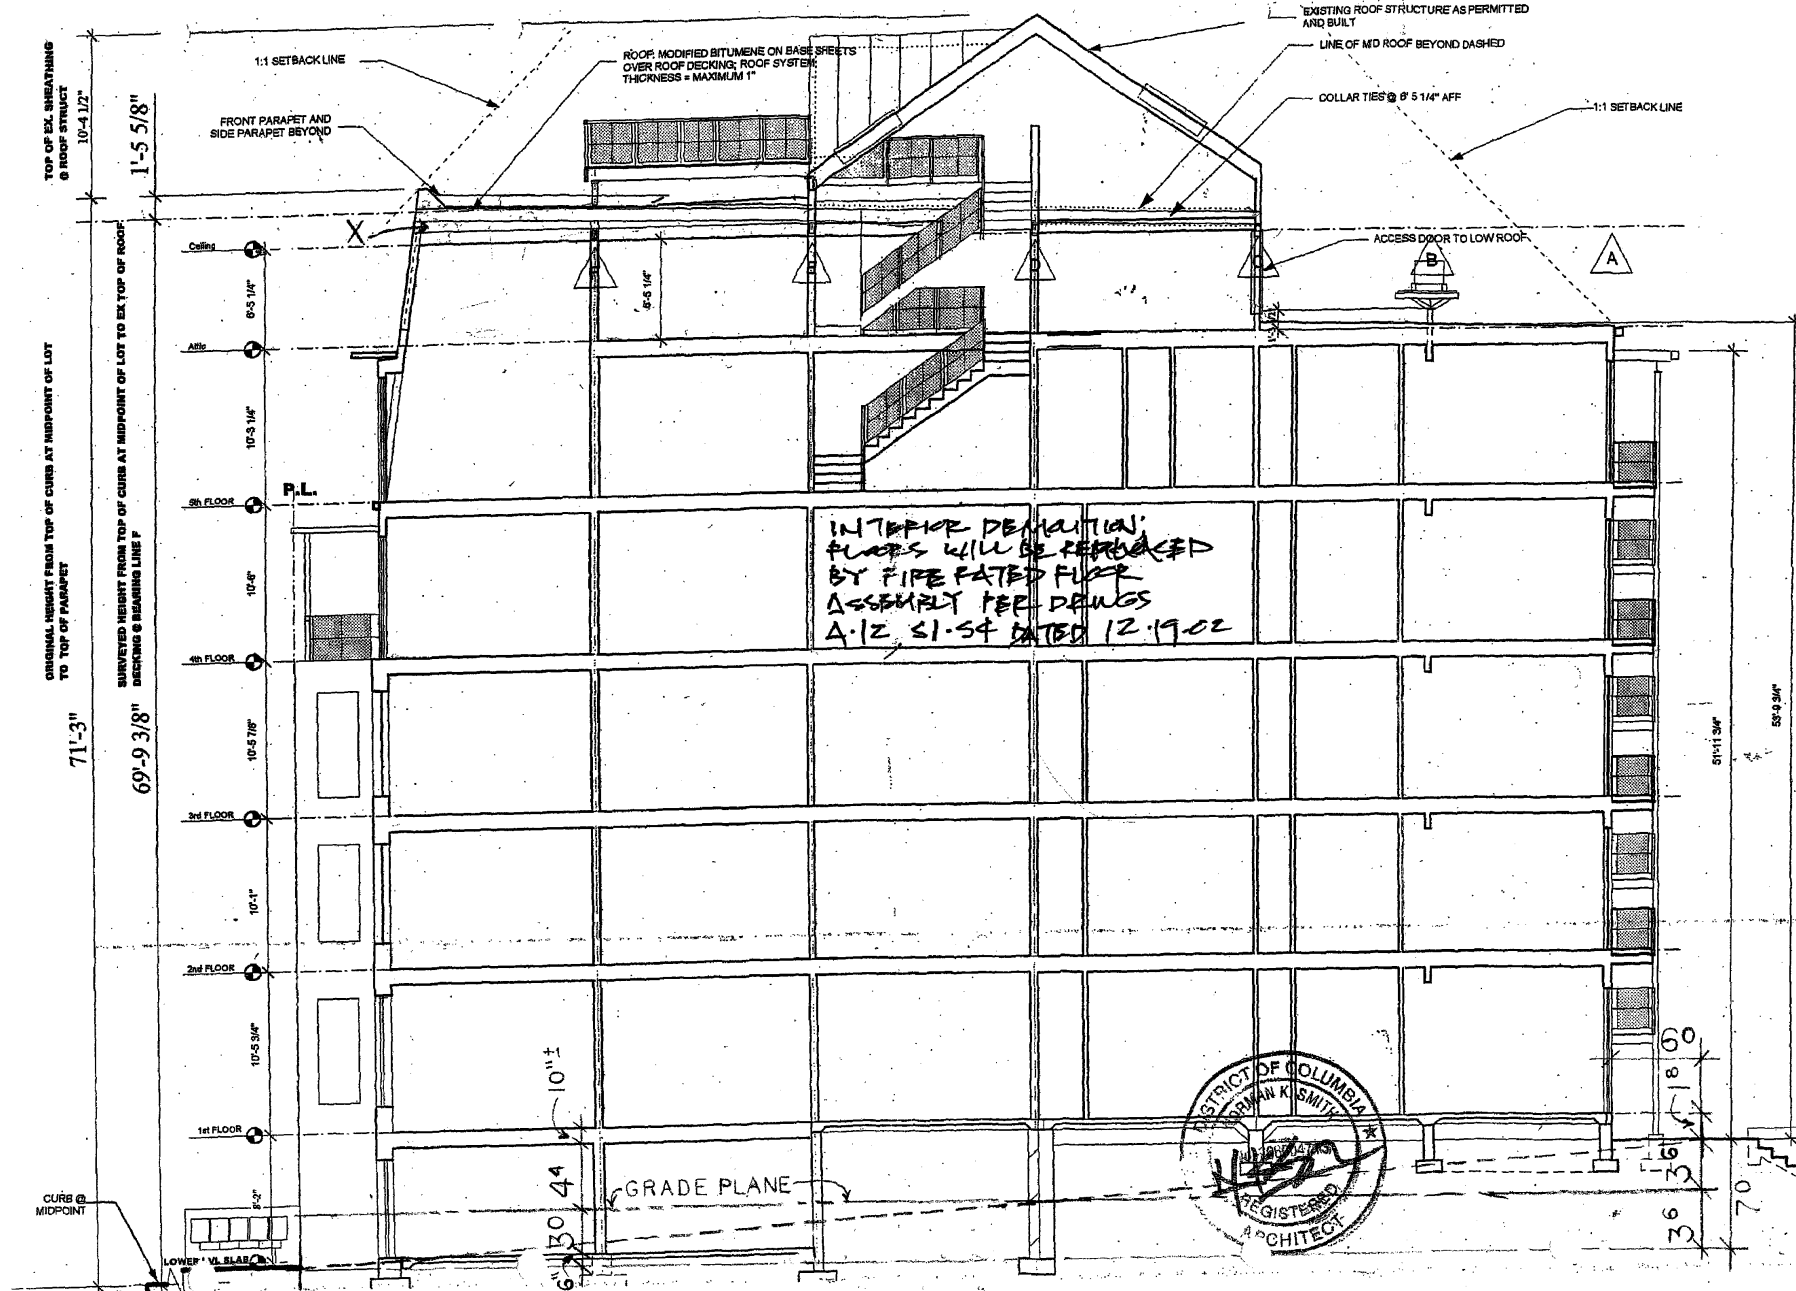 EXISTING ROOF STRUCTURE AS PERMITTED
AND BUILT
LINE OF MID ROOF BEYOND DASHED
COLLAR TIES @ 6' 5 1/4" AFF
1:1 SETBACK LINE
1:1 SETBACK LINE
ROOF: MODIFIED BITUMENE ON BASE SHEETS
OVER ROOF DECKING; ROOF SYSTEM
THICKNESS = MAXIMUM 1"
FRONT PARAPET AND
SIDE PARAPET BEYOND
TOP OF EX. SHEATHING
@ ROOF STRUCT
10'-4 1/2"
1'-5 5/8"
X
ACCESS DOOR TO LOW ROOF
B
A
Ceiling
6'-5 1/4"
6'-5 1/4"
Attic
10'-3 1/4"
P.L.
5th FLOOR
10'-6"
4th FLOOR
10'-5 7/8"
3rd FLOOR
10'-1"
2nd FLOOR
10'-5 3/4"
1st FLOOR
8'-2"
LOWER LVL SLAB
CURB @
MIDPOINT
ORIGINAL HEIGHT FROM TOP OF CURB AT MIDPOINT OF LOT
TO TOP OF PARAPET
71'-3"
SURVEYED HEIGHT FROM TOP OF CURB AT MIDPOINT OF LOT TO EX TOP OF ROOF
DECKING @ BEARING LINE F
69'-9 3/8"
INTERIOR DEMOLITION;
FLOORS WILL BE REPLACED
BY FIRE RATED FLOOR
ASSEMBLY PER DRWGS
A.12 S1-S4 DATED 12.19.02
51'-11 3/4"
53'-9 3/4"
10"±
44
30
6"
GRADE PLANE
60
18
36
36
70
DISTRICT OF COLUMBIA
NORMAN K. SMITH
REGISTERED
ARCHITECT